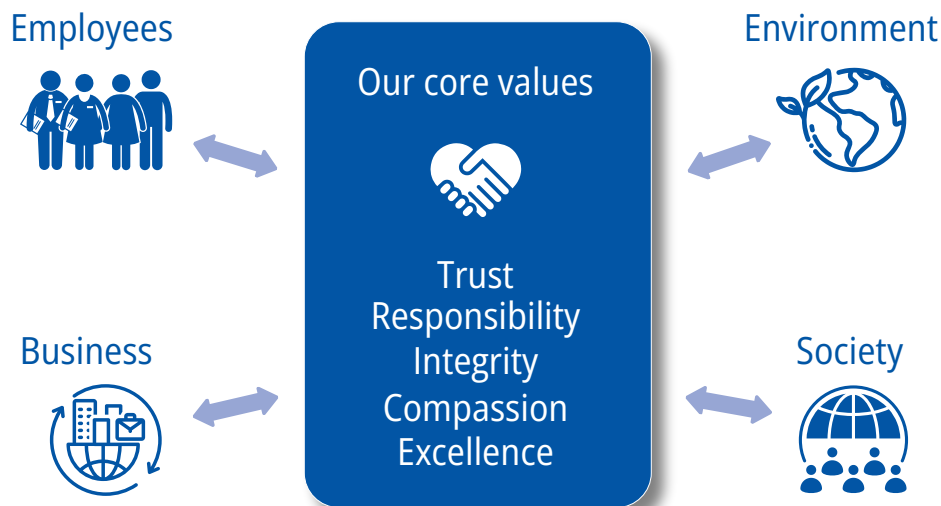 Employees
Environment
Our core values
Trust
Responsibility
Integrity
Compassion
Excellence
Business
Society